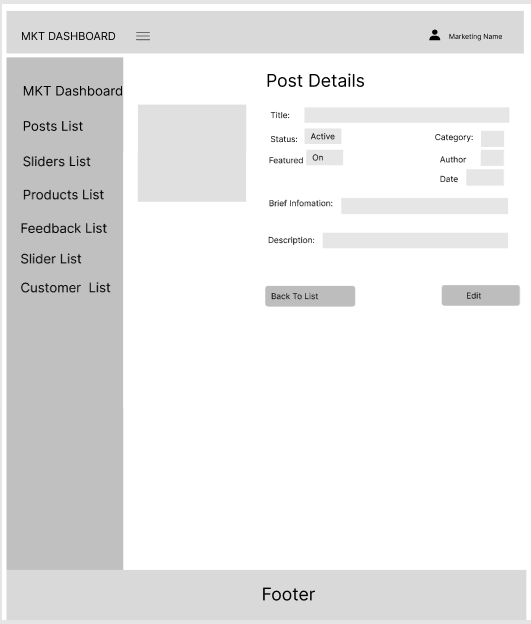 MKT DASHBOARD
Marketing Name
MKT Dashboard
Posts List
Sliders List
Products List
Feedback List
Slider List
Customer List
Post Details
Title:
Status: Active Category:
Featured On Author
Date
Brief Infomation:
Description:
Back To List Edit
Footer